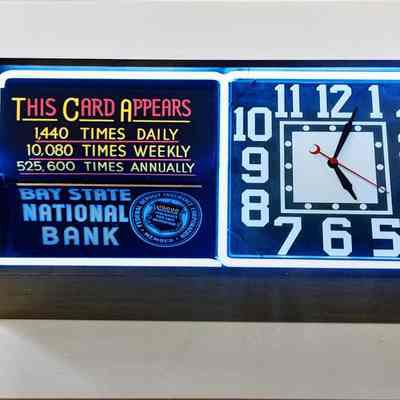 THIS CARD APPEARS
1,440 TIMES DAILY
10,080 TIMES WEEKLY
525,600 TIMES ANNUALLY
BAY STATE
NATIONAL
BANK
MEMBER
11 12 1
10
9
8
7 6 5